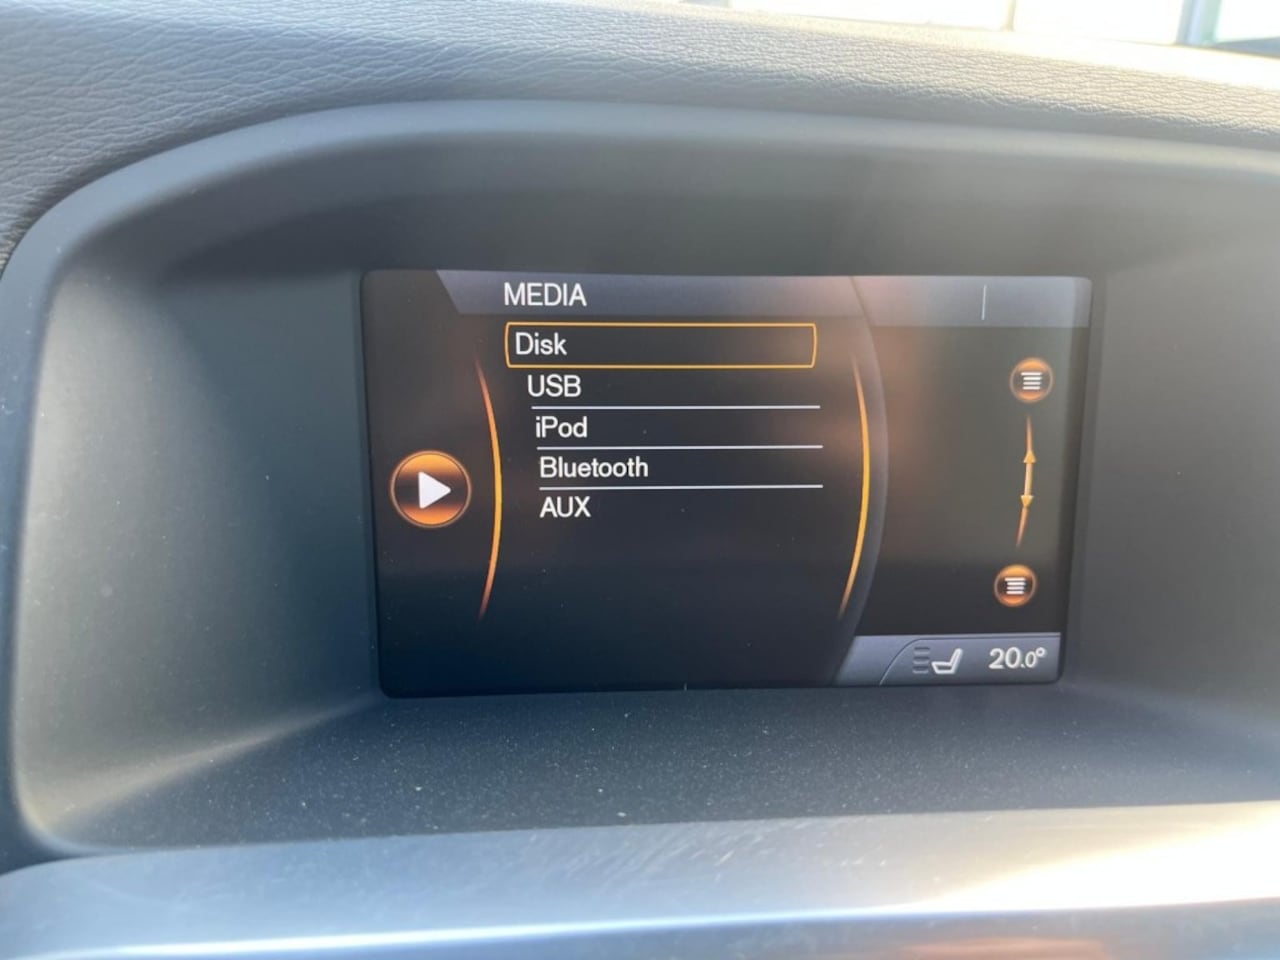 MEDIA
Disk
USB
iPod
Bluetooth
AUX
20.0°